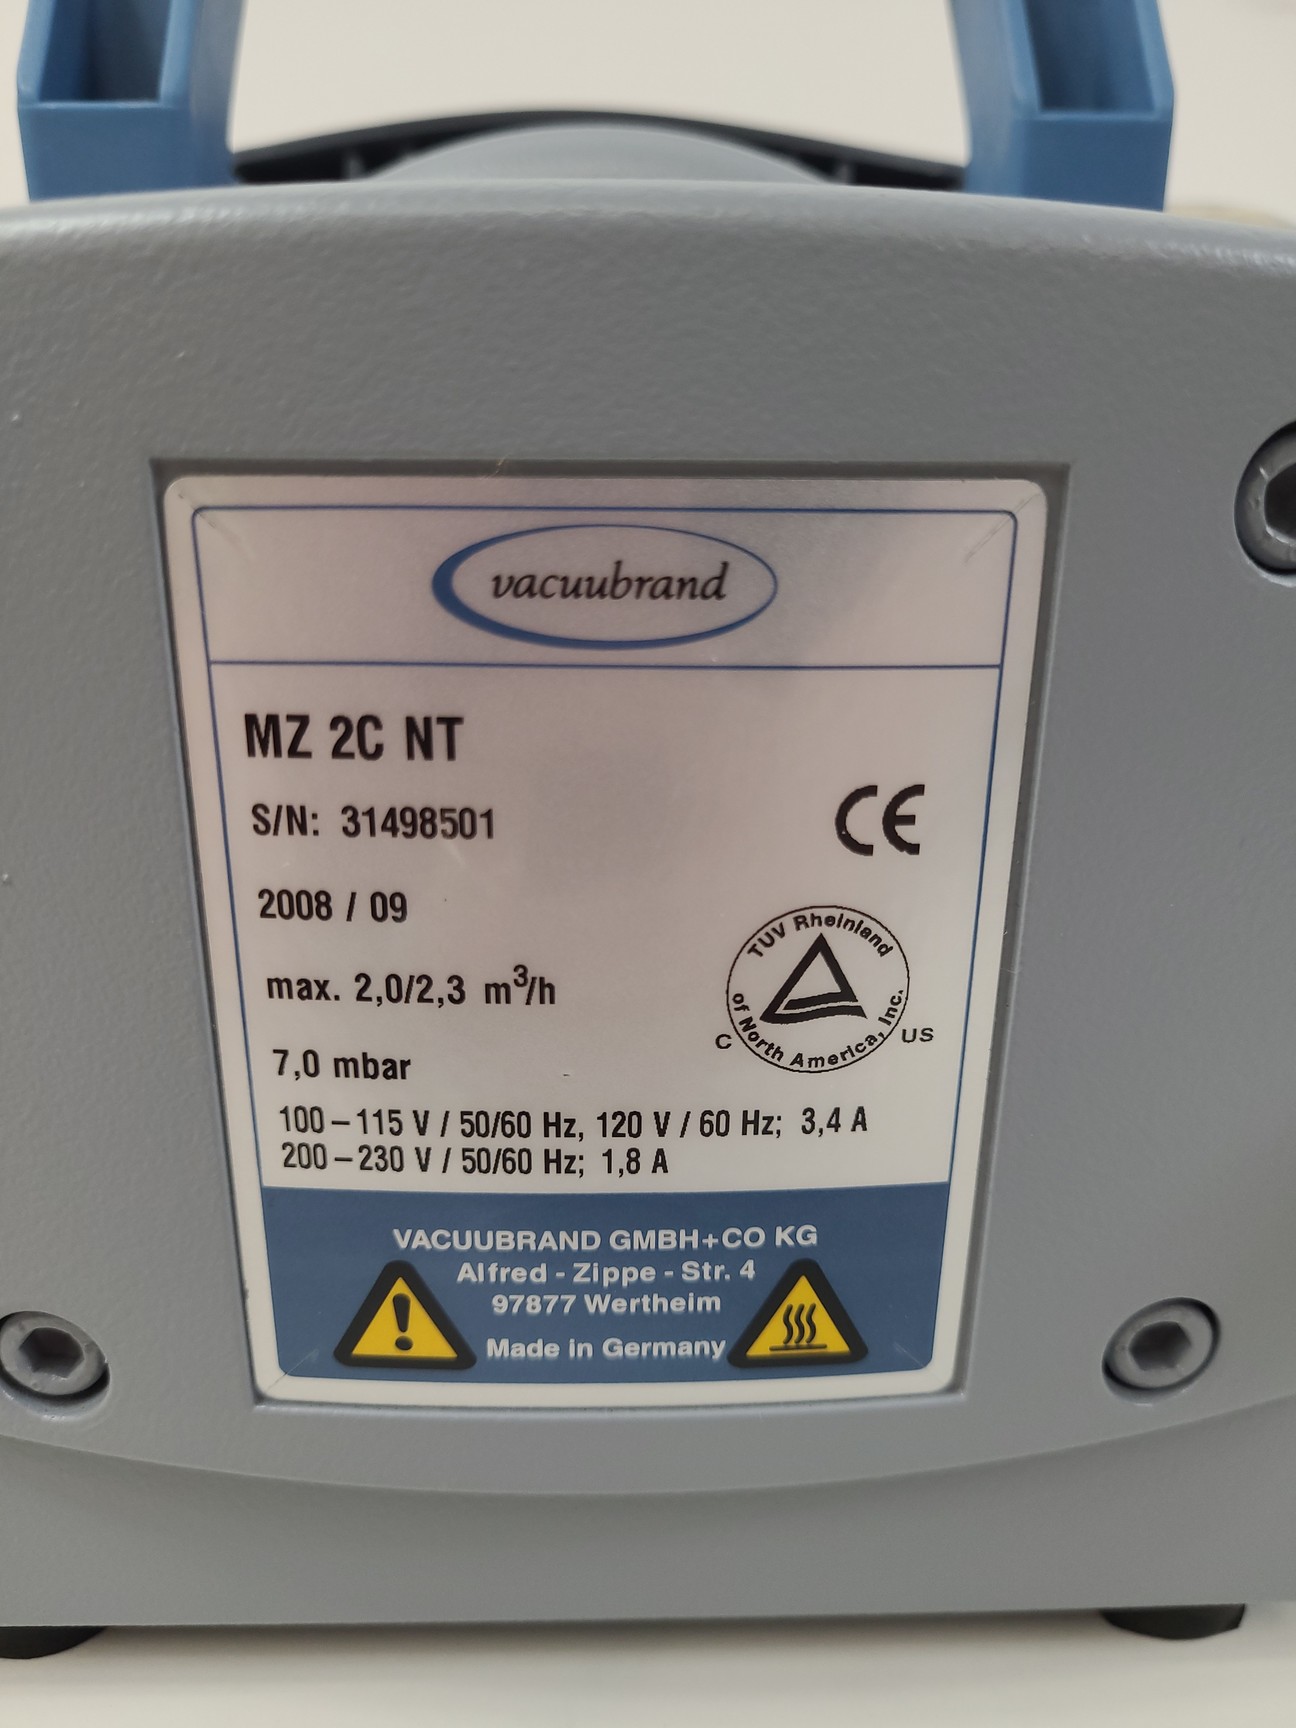 vacuubrand
MZ 2C NT
S/N: 31498501
CE
2008 / 09
TUV Rheinland
of North America, Inc.
C US
max. 2,0/2,3 m³/h
7,0 mbar
100–115 V / 50/60 Hz, 120 V / 60 Hz; 3,4 A
200–230 V / 50/60 Hz; 1,8 A
VACUUBRAND GMBH+CO KG
Alfred - Zippe - Str. 4
97877 Wertheim
Made in Germany